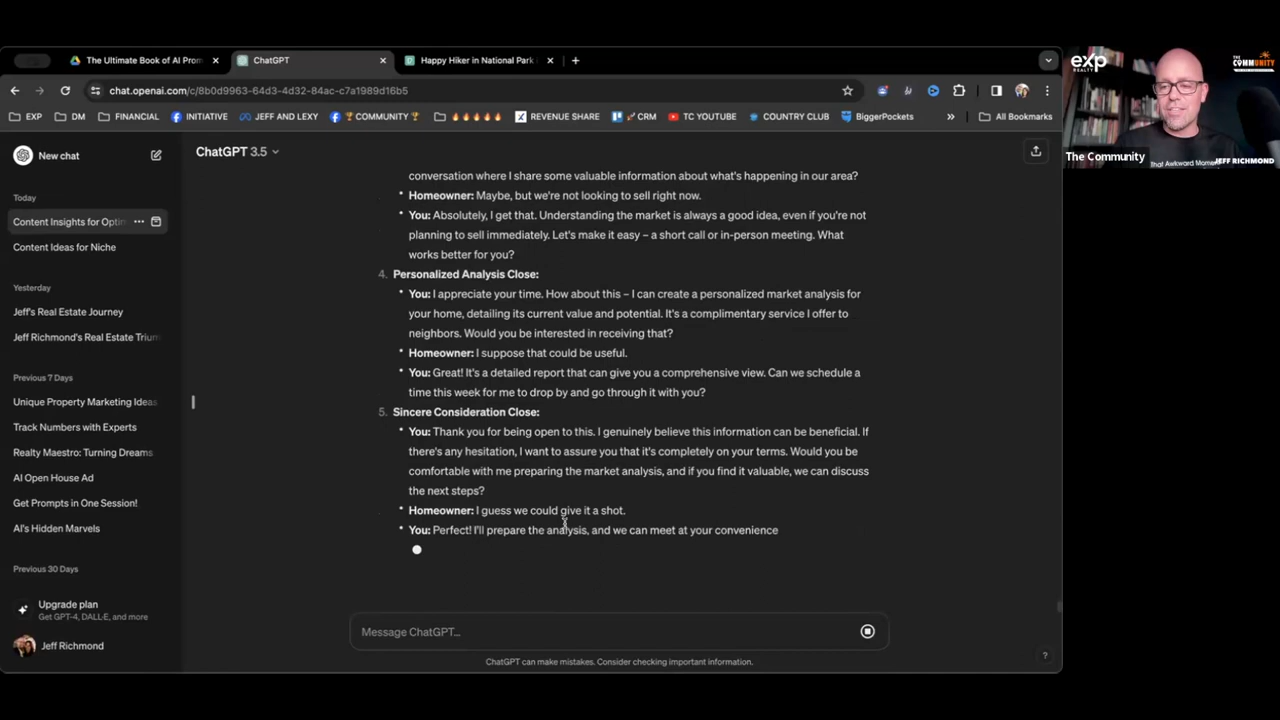 The Ultimate Book of AI Pron
ChatGPT
Happy Hiker in National Park
chat.openai.com/c/8b0d9963-64d3-4d32-84ac-c7a1989d16b5
EXP
DM
FINANCIAL
INITIATIVE
JEFF AND LEXY
COMMUNITY
REVENUE SHARE
CRM
TC YOUTUBE
COUNTRY CLUB
BiggerPockets
»
All Bookmarks
exp
REALTY
THE
COMMUNITY
The Community
That Awkward Mome
JEFF RICHMOND
New chat
Today
Content Insights for Optin
Content Ideas for Niche
Yesterday
Jeff's Real Estate Journey
Jeff Richmond's Real Estate Trium
Previous 7 Days
Unique Property Marketing Ideas
Track Numbers with Experts
Realty Maestro: Turning Dreams
AI Open House Ad
Get Prompts in One Session!
AI's Hidden Marvels
Previous 30 Days
Upgrade plan
Get GPT-4, DALL·E, and more
Jeff Richmond
ChatGPT 3.5
conversation where I share some valuable information about what's happening in our area?
Homeowner: Maybe, but we're not looking to sell right now.
You: Absolutely, I get that. Understanding the market is always a good idea, even if you're not
planning to sell immediately. Let's make it easy – a short call or in-person meeting. What
works better for you?
4. Personalized Analysis Close:
You: I appreciate your time. How about this – I can create a personalized market analysis for
your home, detailing its current value and potential. It's a complimentary service I offer to
neighbors. Would you be interested in receiving that?
Homeowner: I suppose that could be useful.
You: Great! It's a detailed report that can give you a comprehensive view. Can we schedule a
time this week for me to drop by and go through it with you?
5. Sincere Consideration Close:
You: Thank you for being open to this. I genuinely believe this information can be beneficial. If
there's any hesitation, I want to assure you that it's completely on your terms. Would you be
comfortable with me preparing the market analysis, and if you find it valuable, we can discuss
the next steps?
Homeowner: I guess we could give it a shot.
You: Perfect! I'll prepare the analysis, and we can meet at your convenience
Message ChatGPT...
ChatGPT can make mistakes. Consider checking important information.
?